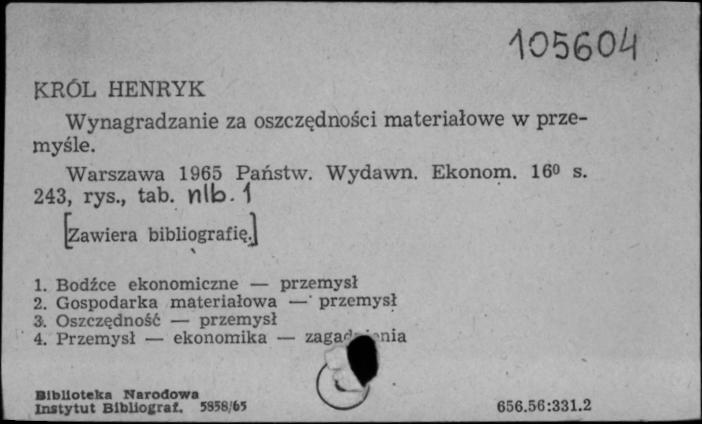 105604
KRÓL HENRYK
Wynagradzanie za oszczędności materiałowe w prze-
myśle.
Warszawa 1965 Państw. Wydawn. Ekonom. 16º s.
243, rys., tab. nlb. 1
[Zawiera bibliografię.]
1. Bodźce ekonomiczne — przemysł
2. Gospodarka materiałowa — przemysł
3. Oszczędność — przemysł
4. Przemysł — ekonomika —
Biblioteka Narodowa
Instytut Bibliograf. 5858/65
656.56:331.2